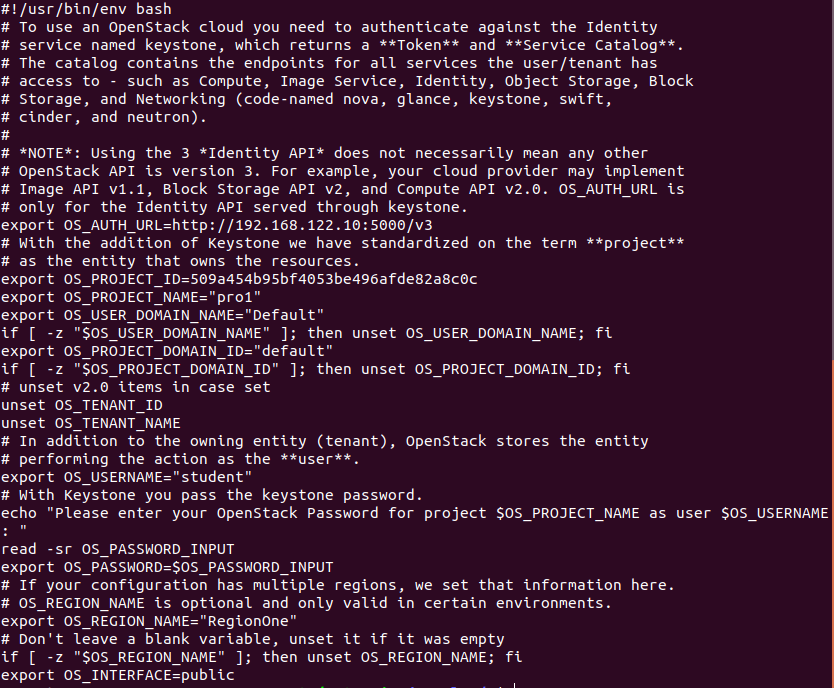 #!/usr/bin/env bash
# To use an OpenStack cloud you need to authenticate against the Identity
# service named keystone, which returns a **Token** and **Service Catalog**.
# The catalog contains the endpoints for all services the user/tenant has
# access to - such as Compute, Image Service, Identity, Object Storage, Block
# Storage, and Networking (code-named nova, glance, keystone, swift,
# cinder, and neutron).
#
# *NOTE*: Using the 3 *Identity API* does not necessarily mean any other
# OpenStack API is version 3. For example, your cloud provider may implement
# Image API v1.1, Block Storage API v2, and Compute API v2.0. OS_AUTH_URL is
# only for the Identity API served through keystone.
export OS_AUTH_URL=http://192.168.122.10:5000/v3
# With the addition of Keystone we have standardized on the term **project**
# as the entity that owns the resources.
export OS_PROJECT_ID=509a454b95bf4053be496afde82a8c0c
export OS_PROJECT_NAME="pro1"
export OS_USER_DOMAIN_NAME="Default"
if [ -z "$OS_USER_DOMAIN_NAME" ]; then unset OS_USER_DOMAIN_NAME; fi
export OS_PROJECT_DOMAIN_ID="default"
if [ -z "$OS_PROJECT_DOMAIN_ID" ]; then unset OS_PROJECT_DOMAIN_ID; fi
# unset v2.0 items in case set
unset OS_TENANT_ID
unset OS_TENANT_NAME
# In addition to the owning entity (tenant), OpenStack stores the entity
# performing the action as the **user**.
export OS_USERNAME="student"
# With Keystone you pass the keystone password.
echo "Please enter your OpenStack Password for project $OS_PROJECT_NAME as user $OS_USERNAME
: "
read -sr OS_PASSWORD_INPUT
export OS_PASSWORD=$OS_PASSWORD_INPUT
# If your configuration has multiple regions, we set that information here.
# OS_REGION_NAME is optional and only valid in certain environments.
export OS_REGION_NAME="RegionOne"
# Don't leave a blank variable, unset it if it was empty
if [ -z "$OS_REGION_NAME" ]; then unset OS_REGION_NAME; fi
export OS_INTERFACE=public